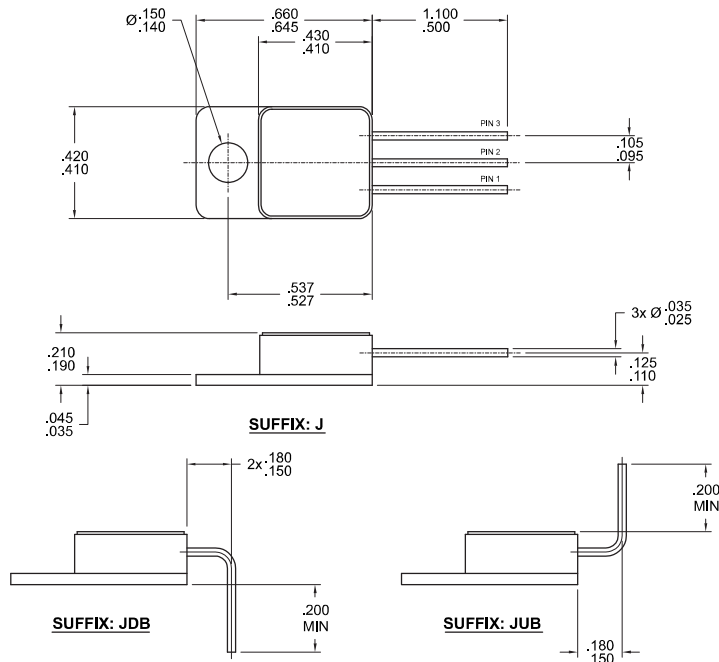 Ø .150
.140
.660
.645
.430
.410
1.100
.500
PIN 3
PIN 2
PIN 1
.420
.410
.105
.095
.537
.527
3x Ø .035
.025
.210
.190
.125
.110
.045
.035
SUFFIX: J
2x .180
.150
.200
MIN
SUFFIX: JDB
.200
MIN
SUFFIX: JUB
.180
.150